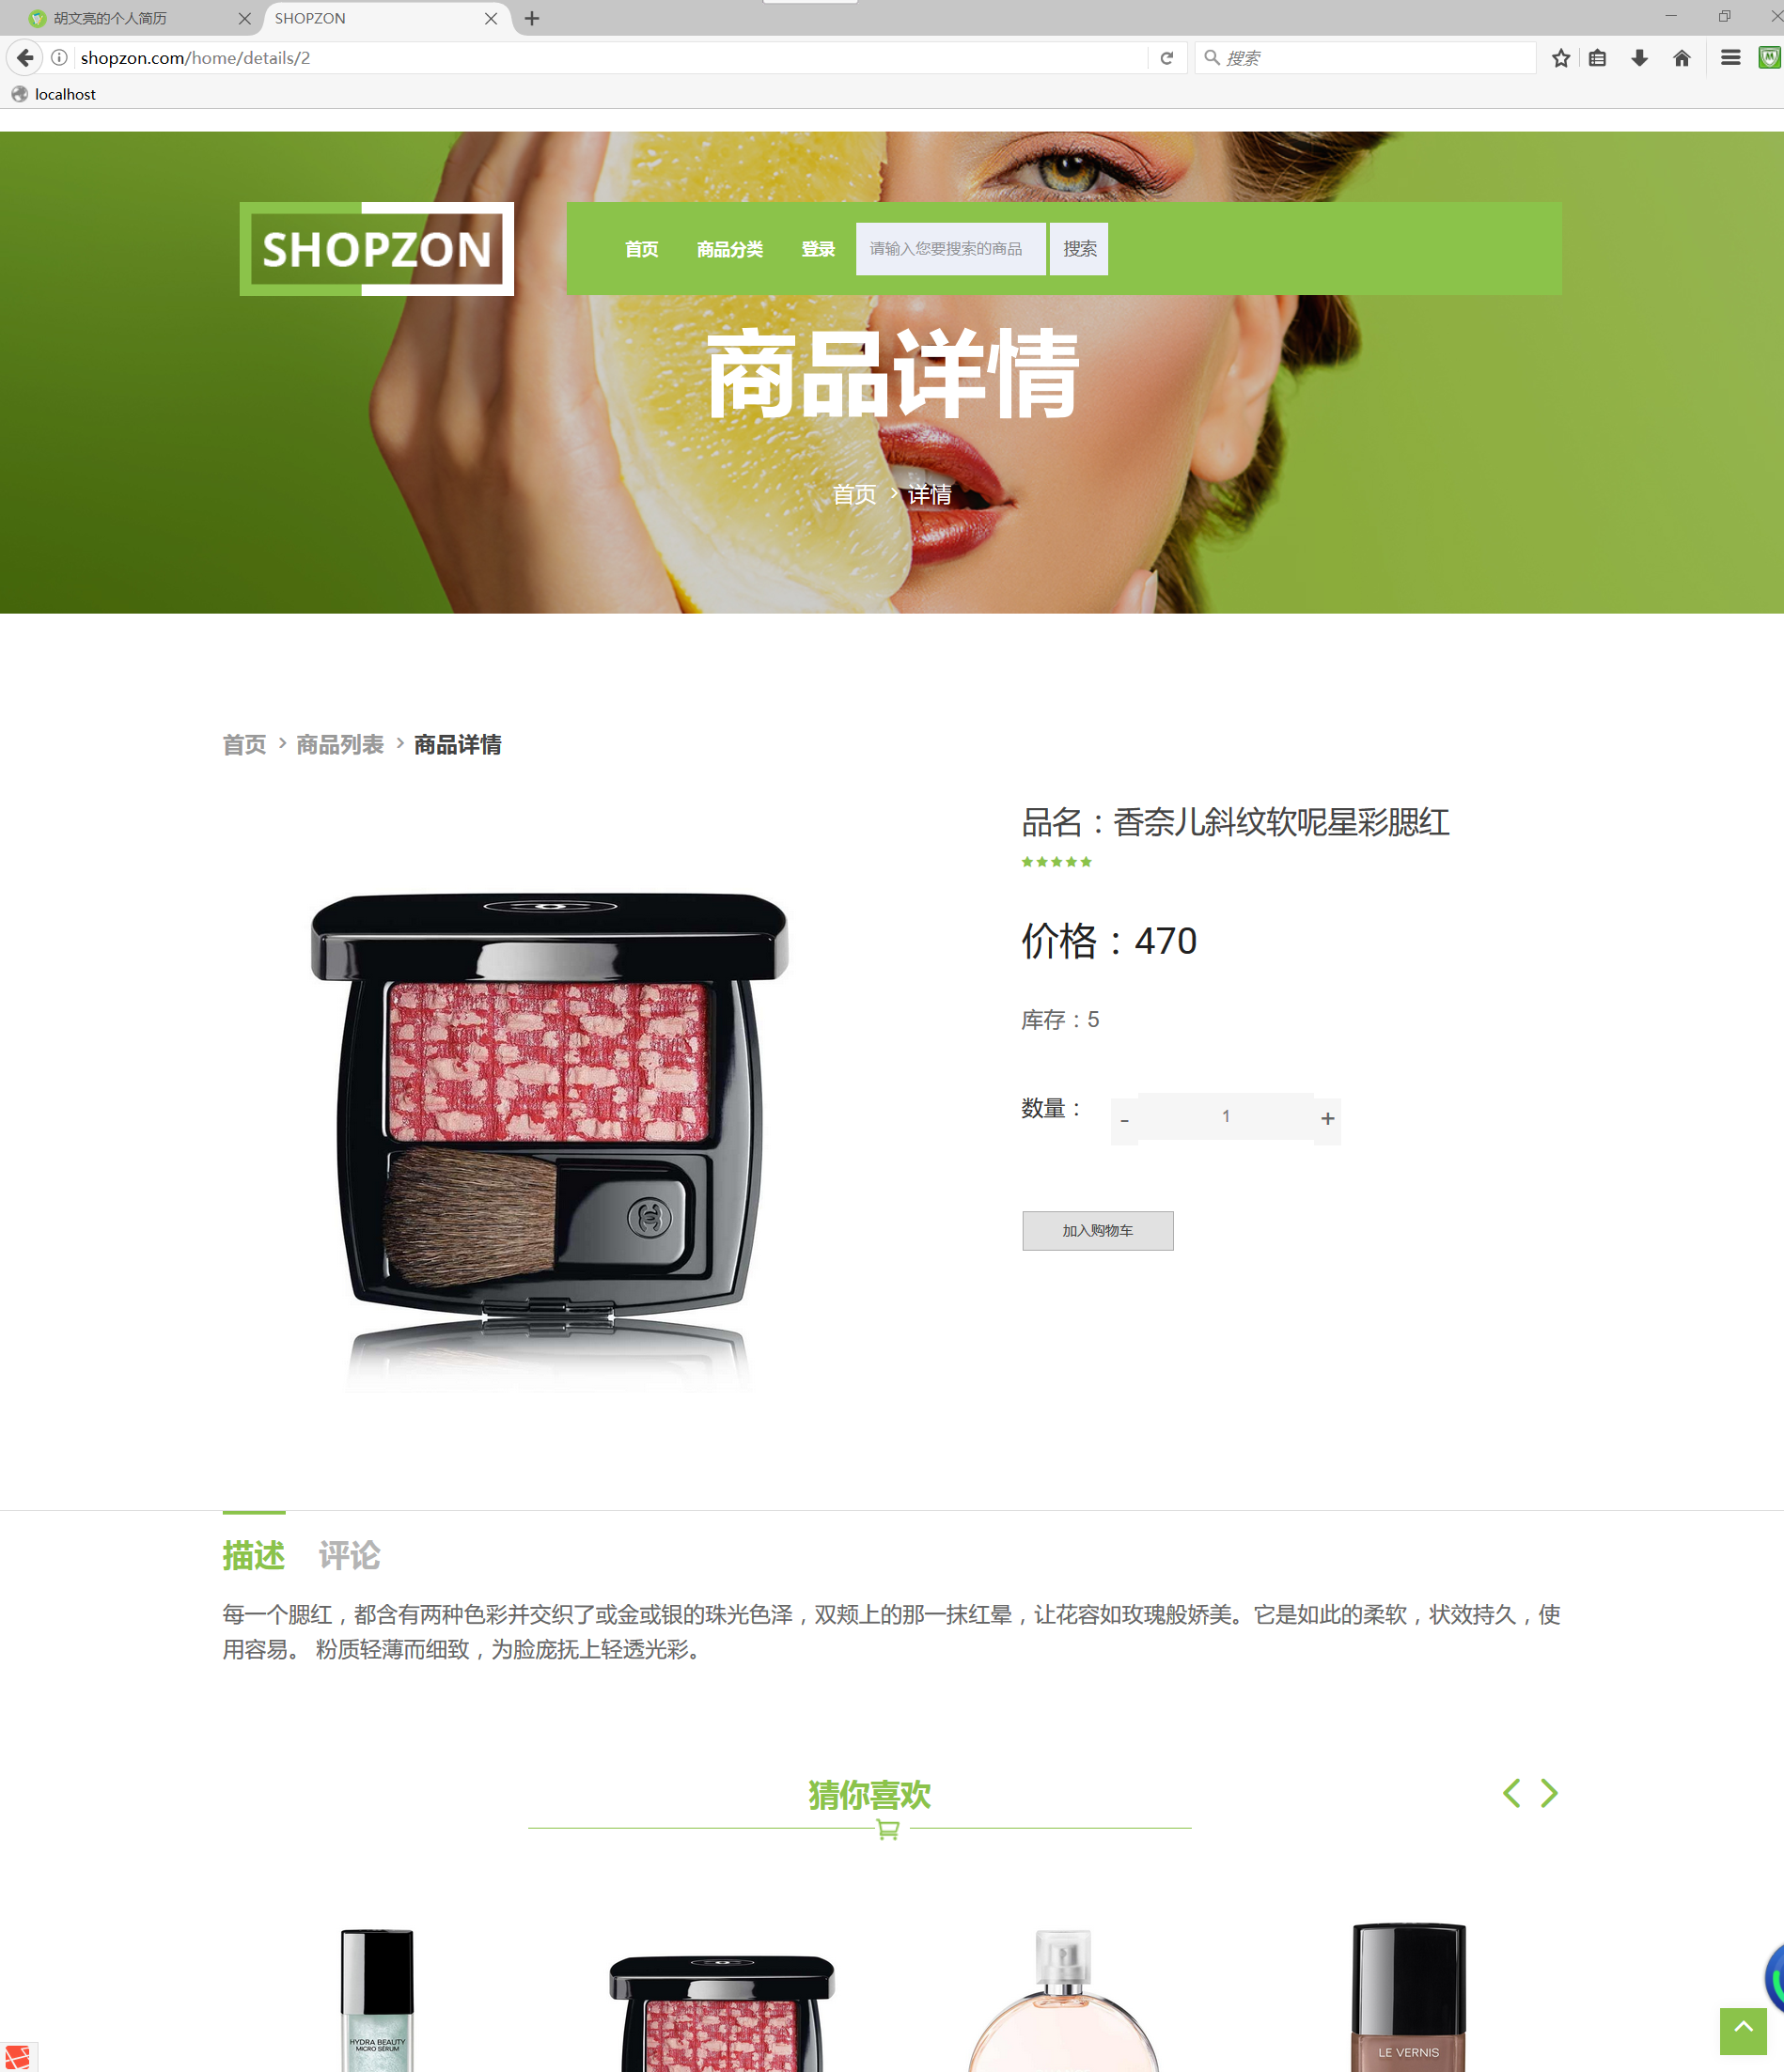 胡文亮的个人简历
SHOPZON
shopzon.com/home/details/2
搜索
localhost
SHOPZON
首页 商品分类 登录 请输入您要搜索的商品 搜索
商品详情
首页 > 详情
首页 > 商品列表 > 商品详情
品名：香奈儿斜纹软呢星彩腮红
价格：470
库存：5
数量：
- 1 +
加入购物车
描述 评论
每一个腮红，都含有两种色彩并交织了或金或银的珠光色泽，双颊上的那一抹红晕，让花容如玫瑰般娇美。它是如此的柔软，状效持久，使
用容易。 粉质轻薄而细致，为脸庞抚上轻透光彩。
猜你喜欢
HYDRA BEAUTY
MICRO SÉRUM
LE VERNIS